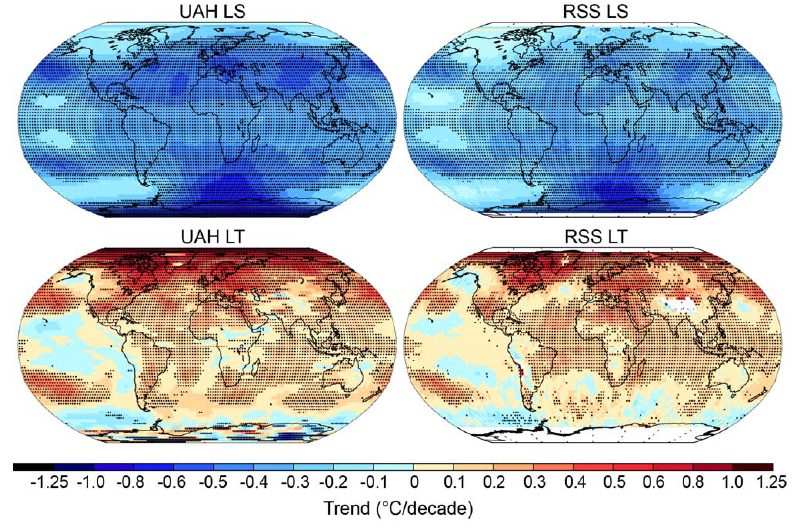 UAH LS
RSS LS
UAH LT
RSS LT
-1.25 -1.0 -0.8 -0.6 -0.5 -0.4 -0.3 -0.2 -0.1 0 0.1 0.2 0.3 0.4 0.5 0.6 0.8 1.0 1.25
Trend (°C/decade)